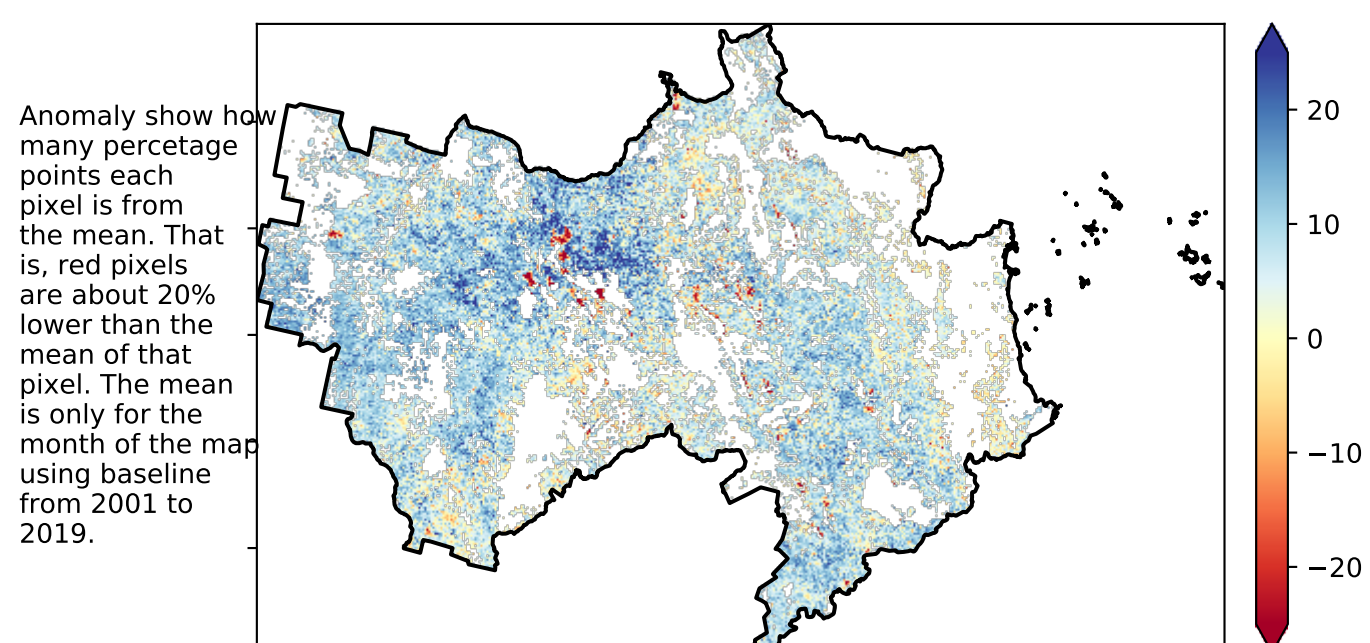 Anomaly show how
many percetage
points each
pixel is from
the mean. That
is, red pixels
are about 20%
lower than the
mean of that
pixel. The mean
is only for the
month of the map
using baseline
from 2001 to
2019.
20
10
0
−10
−20